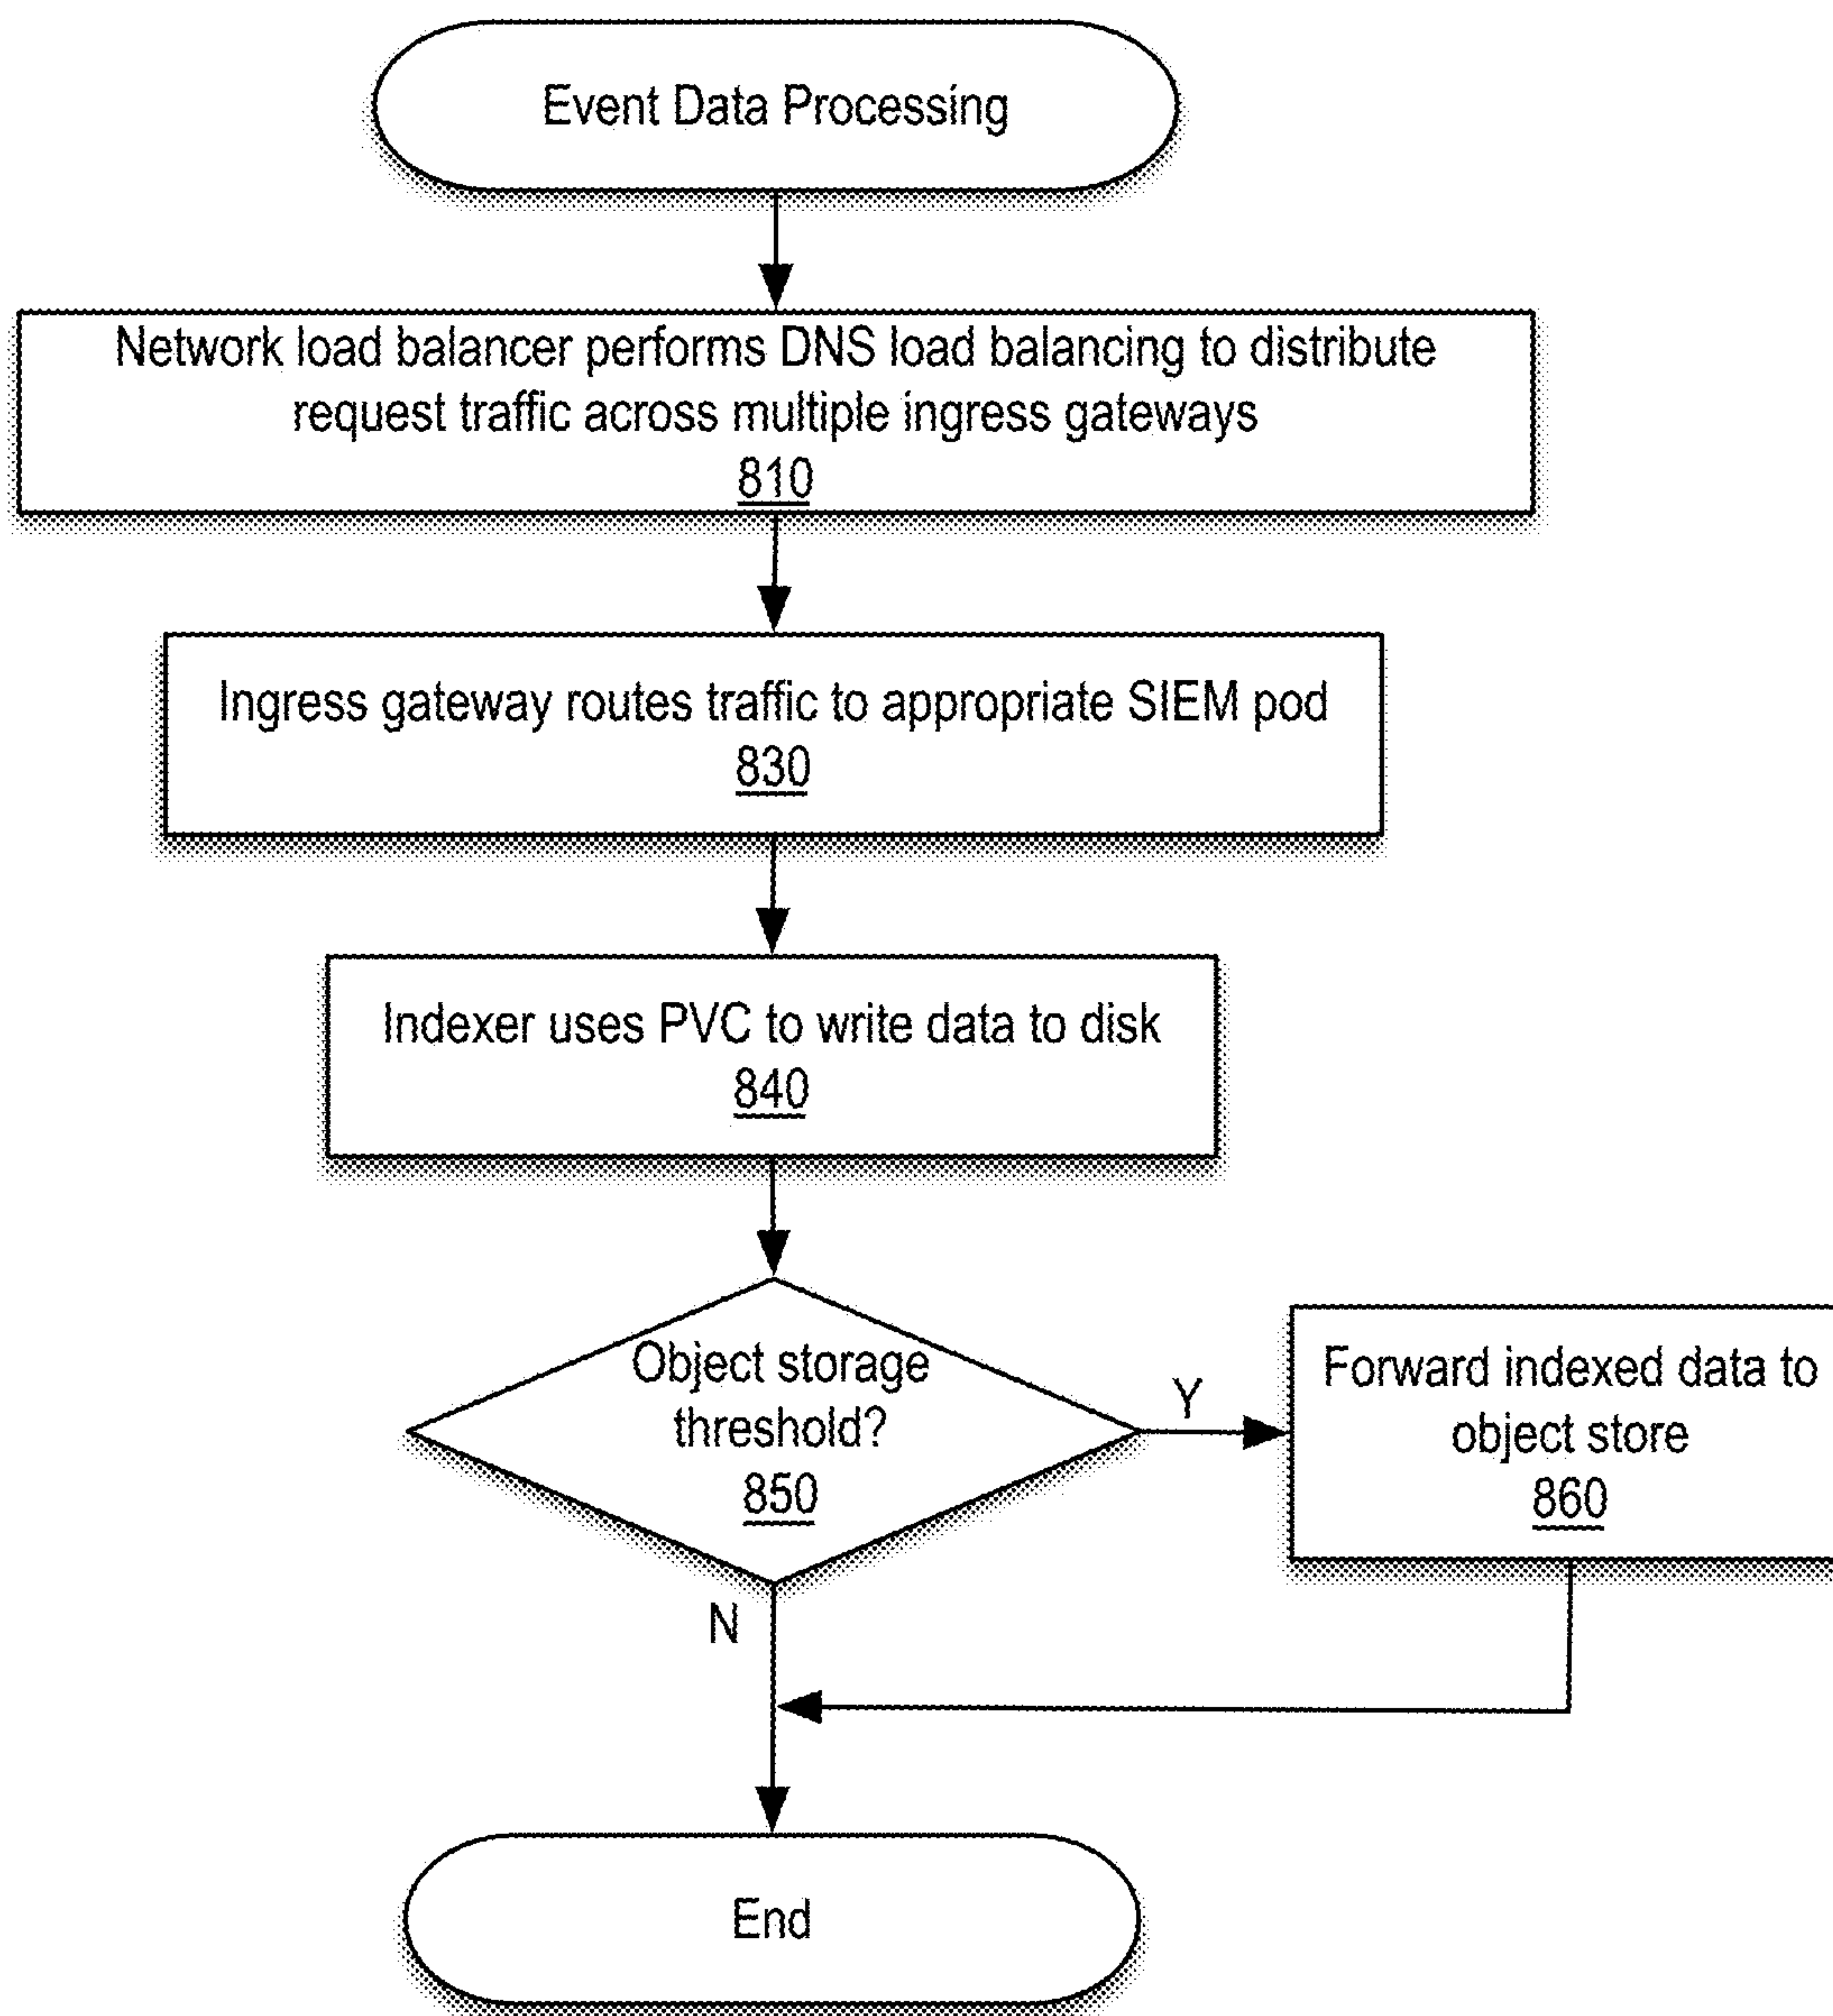 Event Data Processing
Network load balancer performs DNS load balancing to distribute
request traffic across multiple ingress gateways
810
Ingress gateway routes traffic to appropriate SIEM pod
830
Indexer uses PVC to write data to disk
840
Object storage
threshold?
850
Y
Forward indexed data to
object store
860
N
End